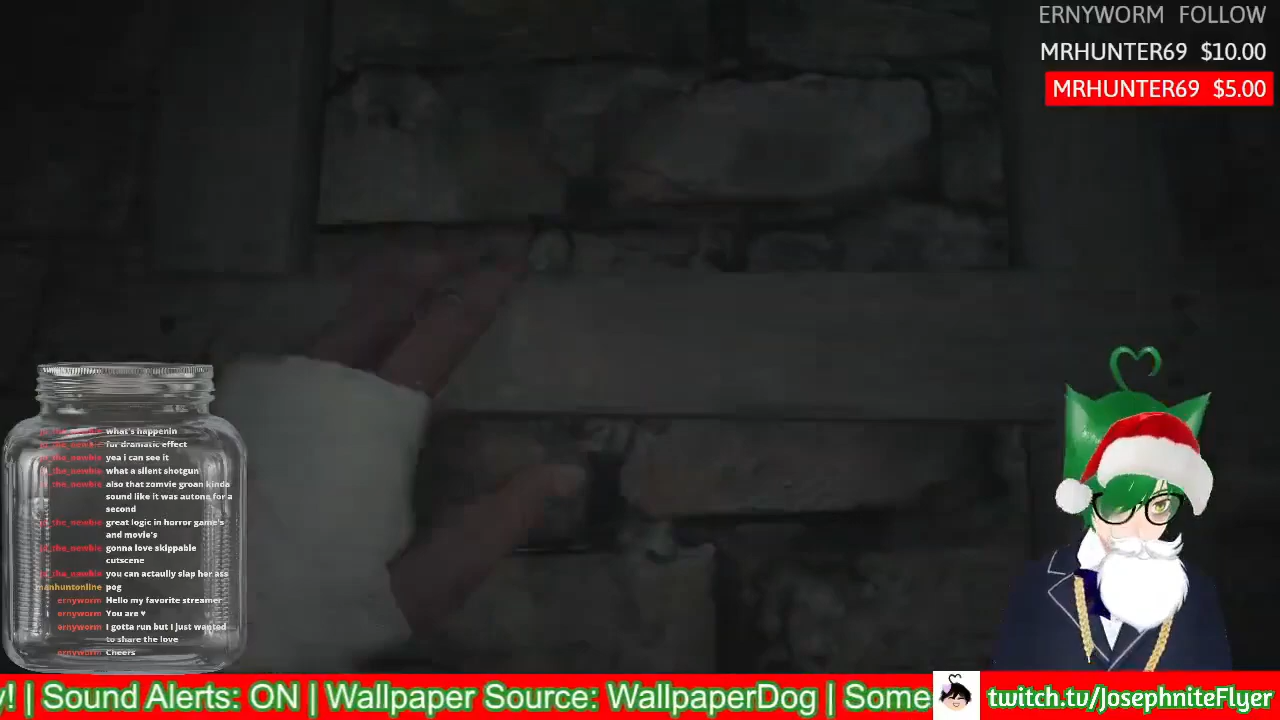 ERNYWORM FOLLOW
MRHUNTER69 $10.00
MRHUNTER69 $5.00
what's happenin
for dramatic effect
yea i can see it
what a silent shotgun
also that zomvie groan kinda
sound like it was autone for a
second
great logic in horror game's
and movie's
gonna love skippable
cutscene
you can actaully slap her ass
manhuntonline pog
ernyworm Hello my favorite streamer
ernyworm You are ♥
ernyworm I gotta run but I just wanted
to share the love
ernyworm Cheers
y! | Sound Alerts: ON | Wallpaper Source: WallpaperDog | Some
twitch.tv/JosephniteFlyer